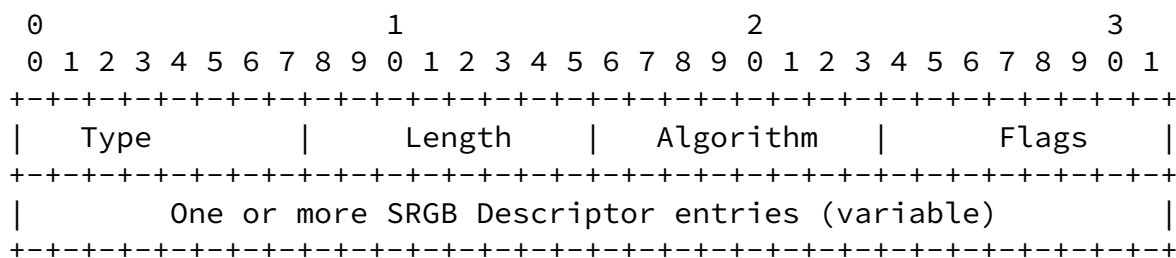 0                   1                   2                   3
 0 1 2 3 4 5 6 7 8 9 0 1 2 3 4 5 6 7 8 9 0 1 2 3 4 5 6 7 8 9 0 1
+-+-+-+-+-+-+-+-+-+-+-+-+-+-+-+-+-+-+-+-+-+-+-+-+-+-+-+-+-+-+-+-+
|   Type        |     Length    |   Algorithm   |      Flags    |
+-+-+-+-+-+-+-+-+-+-+-+-+-+-+-+-+-+-+-+-+-+-+-+-+-+-+-+-+-+-+-+-+
|        One or more SRGB Descriptor entries (variable)         |
+-+-+-+-+-+-+-+-+-+-+-+-+-+-+-+-+-+-+-+-+-+-+-+-+-+-+-+-+-+-+-+-+